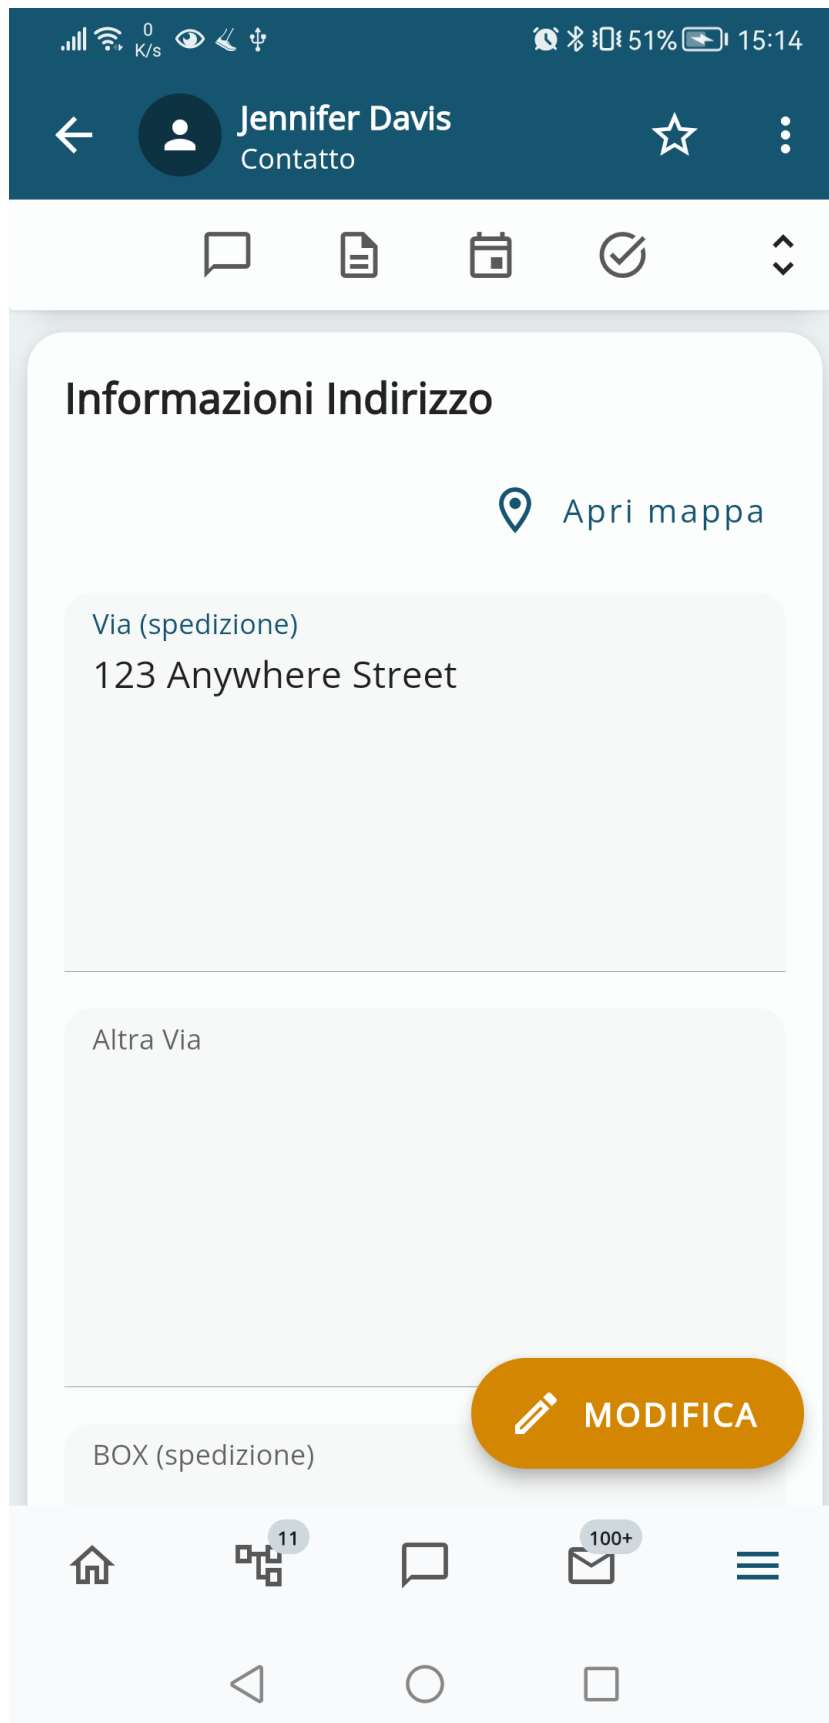 0
K/s
51%
15:14
Jennifer Davis
Contatto
Informazioni Indirizzo
Apri mappa
Via (spedizione)
123 Anywhere Street
Altra Via
MODIFICA
BOX (spedizione)
11
100+